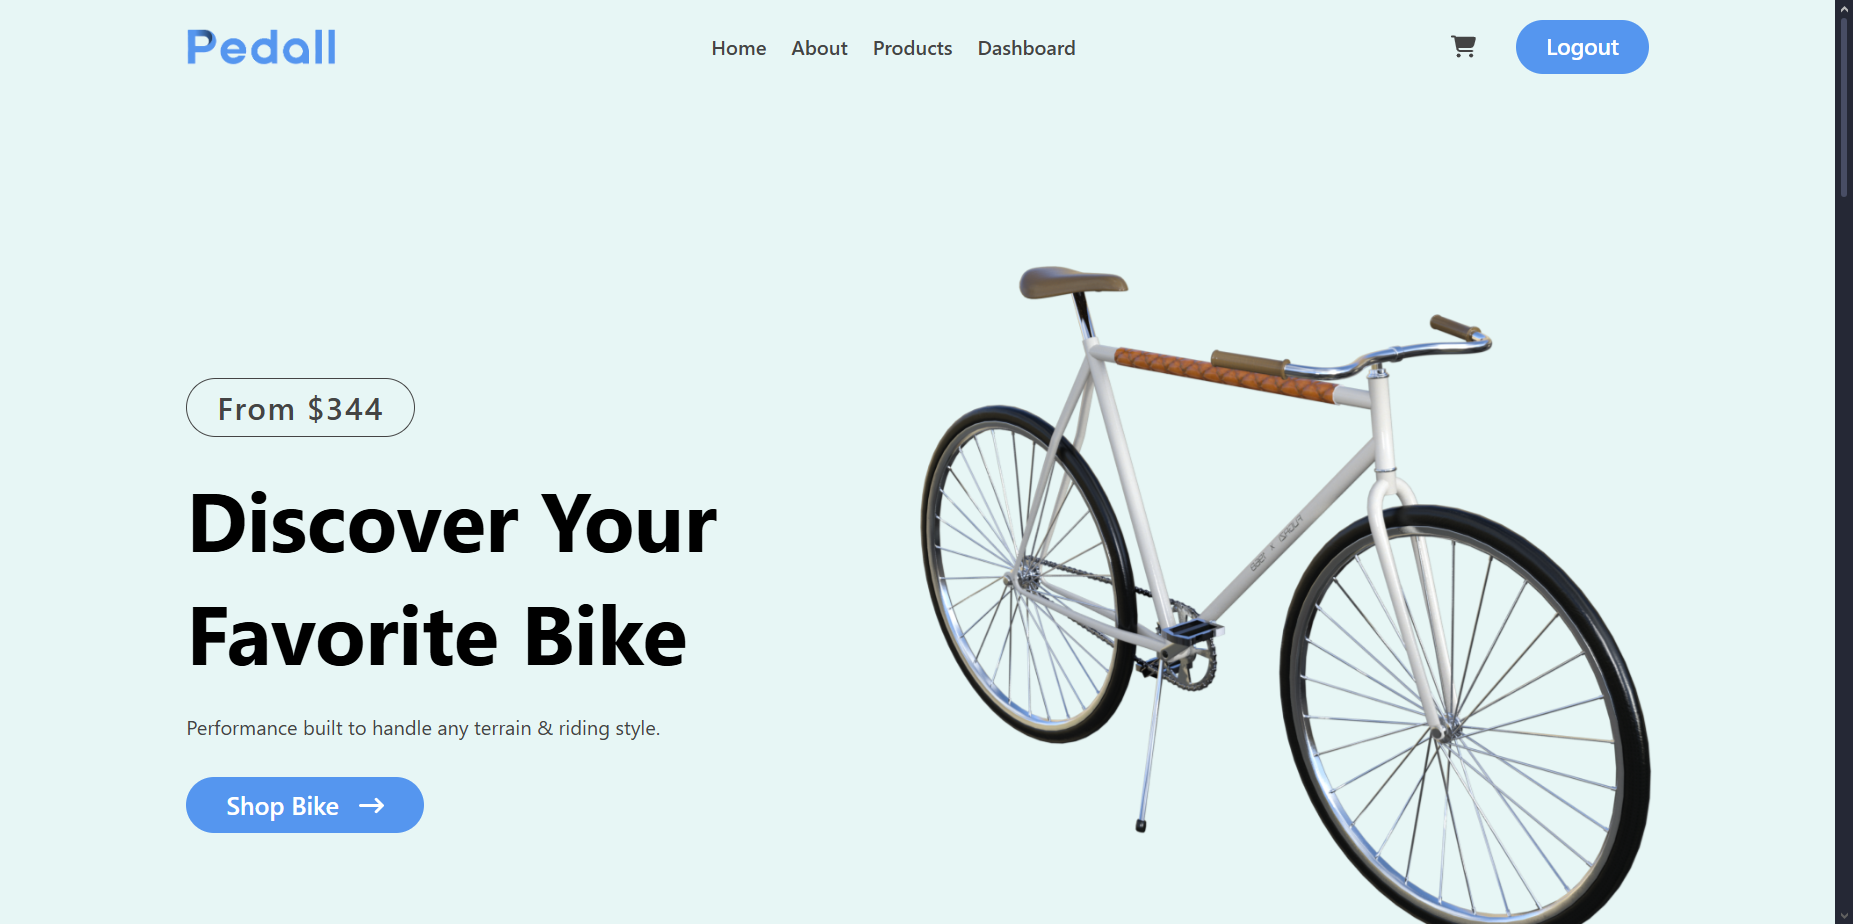 Pedall
Home About Products Dashboard
Logout
From $344
Discover Your
Favorite Bike
Performance built to handle any terrain & riding style.
Shop Bike